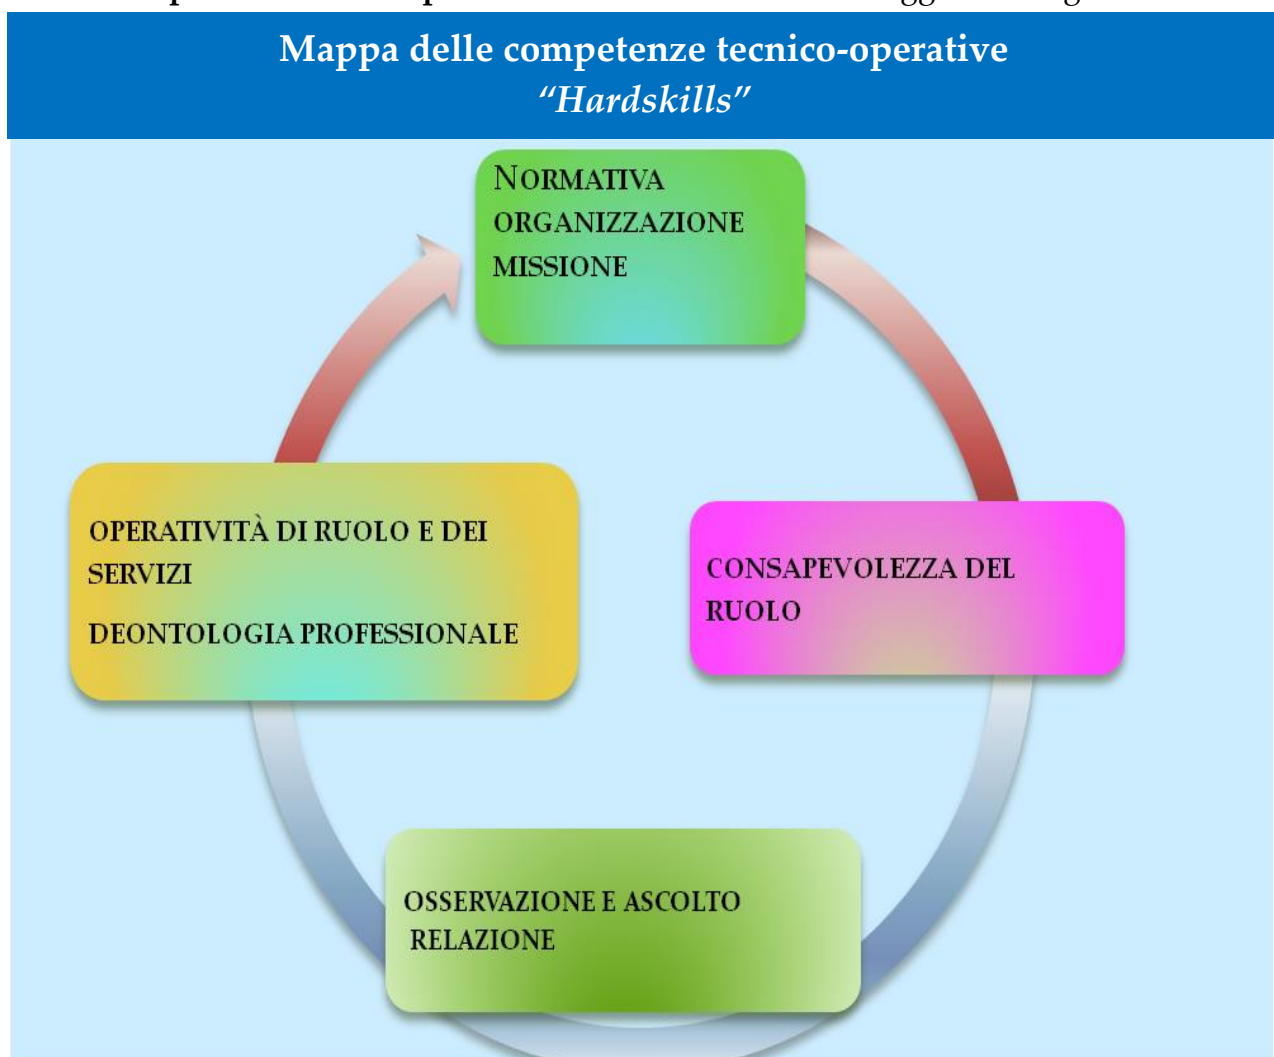 Mappa delle competenze tecnico-operative
“Hardskills”
NORMATIVA
ORGANIZZAZIONE
MISSIONE
OPERATIVITÀ DI RUOLO E DEI
SERVIZI
DEONTOLOGIA PROFESSIONALE
CONSAPEVOLEZZA DEL
RUOLO
OSSERVAZIONE E ASCOLTO
RELAZIONE